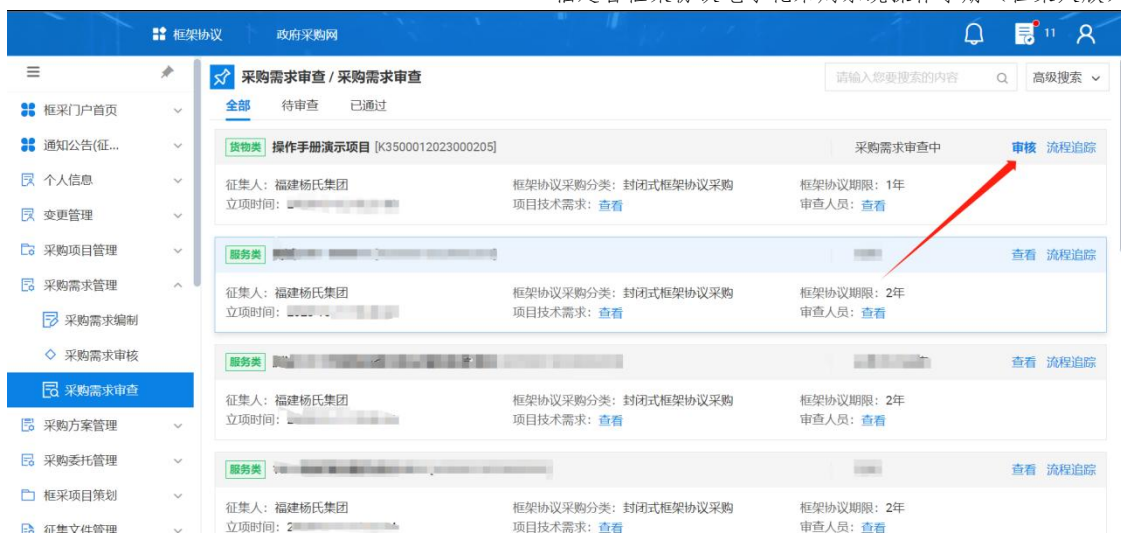 框架协议 政府采购网 11
采购需求审查 / 采购需求审查 请输入您要搜索的内容 高级搜索
全部 待审查 已通过
框采门户首页
通知公告(征...
个人信息
变更管理
采购项目管理
采购需求管理
采购需求编制
采购需求审核
采购需求审查
采购方案管理
采购委托管理
框采项目策划
征集文件管理
货物类 操作手册演示项目 [K3500012023000205] 采购需求审查中 审核 流程追踪
征集人: 福建杨氏集团 框架协议采购分类: 封闭式框架协议采购 框架协议期限: 1年
立项时间: 项目技术需求: 查看 审查人员: 查看
服务类 查看 流程追踪
征集人: 福建杨氏集团 框架协议采购分类: 封闭式框架协议采购 框架协议期限: 2年
立项时间: 项目技术需求: 查看 审查人员: 查看
服务类 查看 流程追踪
征集人: 福建杨氏集团 框架协议采购分类: 封闭式框架协议采购 框架协议期限: 2年
立项时间: 项目技术需求: 查看 审查人员: 查看
服务类 查看 流程追踪
征集人: 福建杨氏集团 框架协议采购分类: 封闭式框架协议采购 框架协议期限: 2年
立项时间: 项目技术需求: 查看 审查人员: 查看